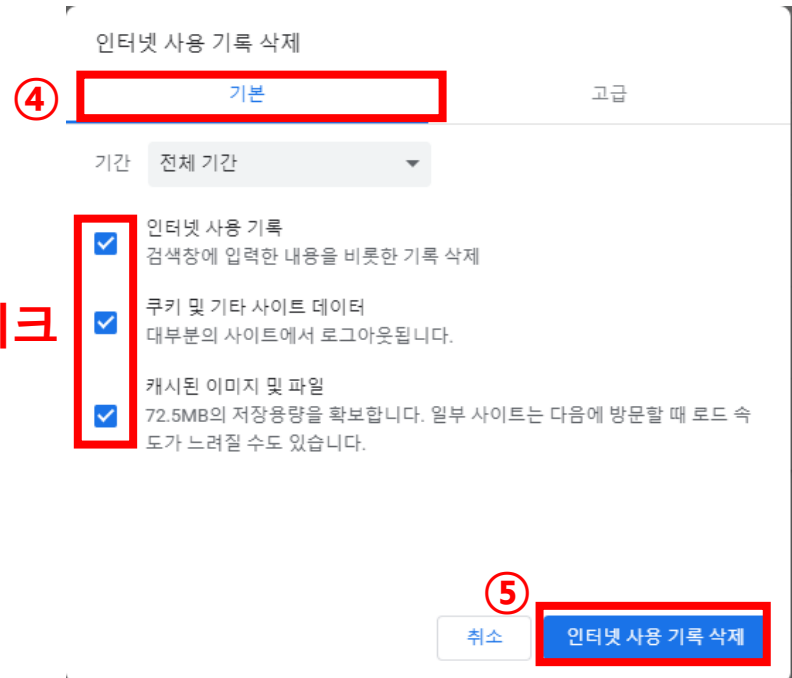 인터넷 사용 기록 삭제
④ 기본 고급
기간 전체 기간
인터넷 사용 기록
검색창에 입력한 내용을 비롯한 기록 삭제
쿠키 및 기타 사이트 데이터
크
대부분의 사이트에서 로그아웃됩니다.
캐시된 이미지 및 파일
72.5MB의 저장용량을 확보합니다. 일부 사이트는 다음에 방문할 때 로드 속
도가 느려질 수도 있습니다.
⑤
취소 인터넷 사용 기록 삭제